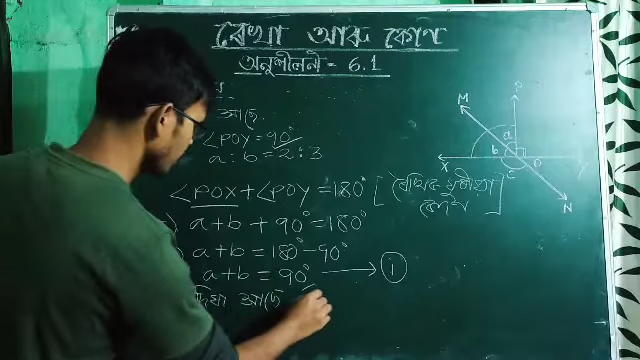 ৰেখা আৰু কোণ
অনুশীলনী - 6.1
আছে
∠POY = 90°
a : b = 2 : 3
∠POX + ∠POY = 180° [ৰৈখিক যুৰীয়া
কোণ]
a + b + 90° = 180°
a + b = 180° - 90°
a + b = 90° → ①
দিয়া আছে
M
P
a
b
X
O
c
N